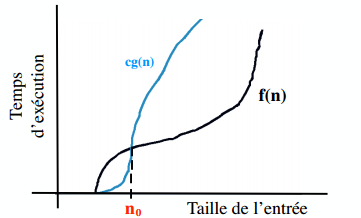 cg(n)
f(n)
Temps
d'exécution
n₀
Taille de l'entrée